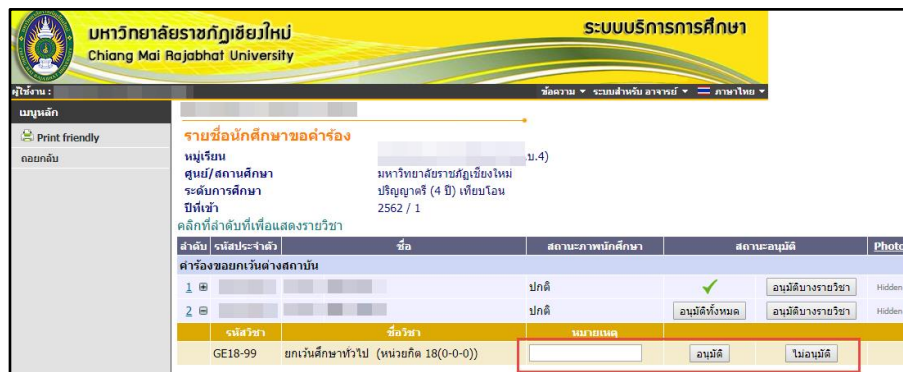 มหาวิทยาลัยราชภัฏเชียงใหม่ ระบบบริการการศึกษา
Chiang Mai Rajabhat University
ผู้ใช้งาน : ข้อความ ระบบสำหรับ อาจารย์ ภาษาไทย
เมนูหลัก
Print friendly
ถอยกลับ
รายชื่อนักศึกษาขอคำร้อง
หมู่เรียน บ.4)
ศูนย์/สถานศึกษา มหาวิทยาลัยราชภัฏเชียงใหม่
ระดับการศึกษา ปริญญาตรี (4 ปี) เทียบโอน
ปีที่เข้า 2562 / 1
คลิกที่ลำดับที่เพื่อแสดงรายวิชา
ลำดับ รหัสประจำตัว ชื่อ สถานะภาพนักศึกษา สถานะอนุมัติ Photo
คำร้องขอยกเว้นต่างสถาบัน
1 ปกติ อนุมัติบางรายวิชา Hidden
2 ปกติ อนุมัติทั้งหมด อนุมัติบางรายวิชา Hidden
รหัสวิชา ชื่อวิชา หมายเหตุ
GE18-99 ยกเว้นศึกษาทั่วไป (หน่วยกิต 18(0-0-0)) อนุมัติ ไม่อนุมัติ